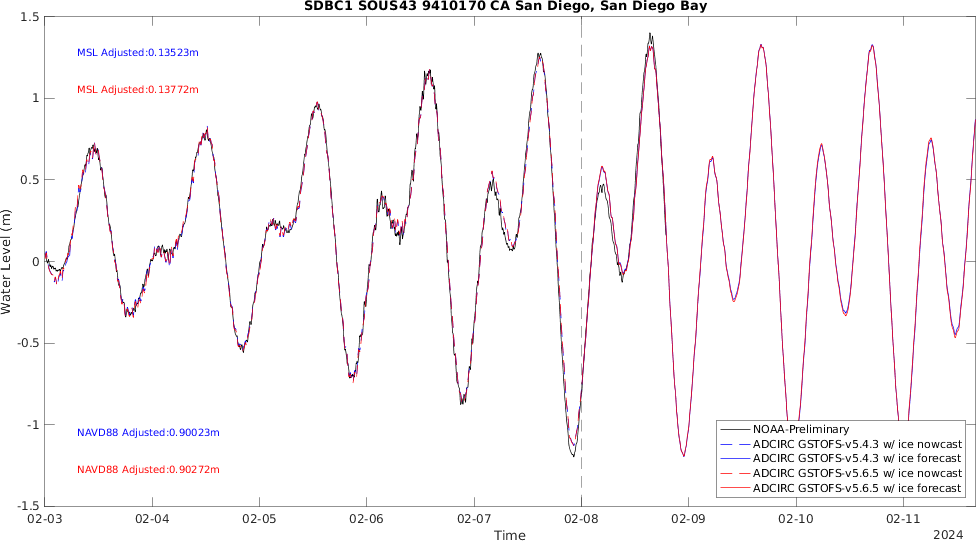 SDBC1 SOUS43 9410170 CA San Diego, San Diego Bay
1.5
1
0.5
0
-0.5
-1
-1.5
Water Level (m)
MSL Adjusted:0.13523m
MSL Adjusted:0.13772m
NAVD88 Adjusted:0.90023m
NAVD88 Adjusted:0.90272m
NOAA-Preliminary
ADCIRC GSTOFS-v5.4.3 w/ ice nowcast
ADCIRC GSTOFS-v5.4.3 w/ ice forecast
ADCIRC GSTOFS-v5.6.5 w/ ice nowcast
ADCIRC GSTOFS-v5.6.5 w/ ice forecast
02-03 02-04 02-05 02-06 02-07 02-08 02-09 02-10 02-11
Time
2024